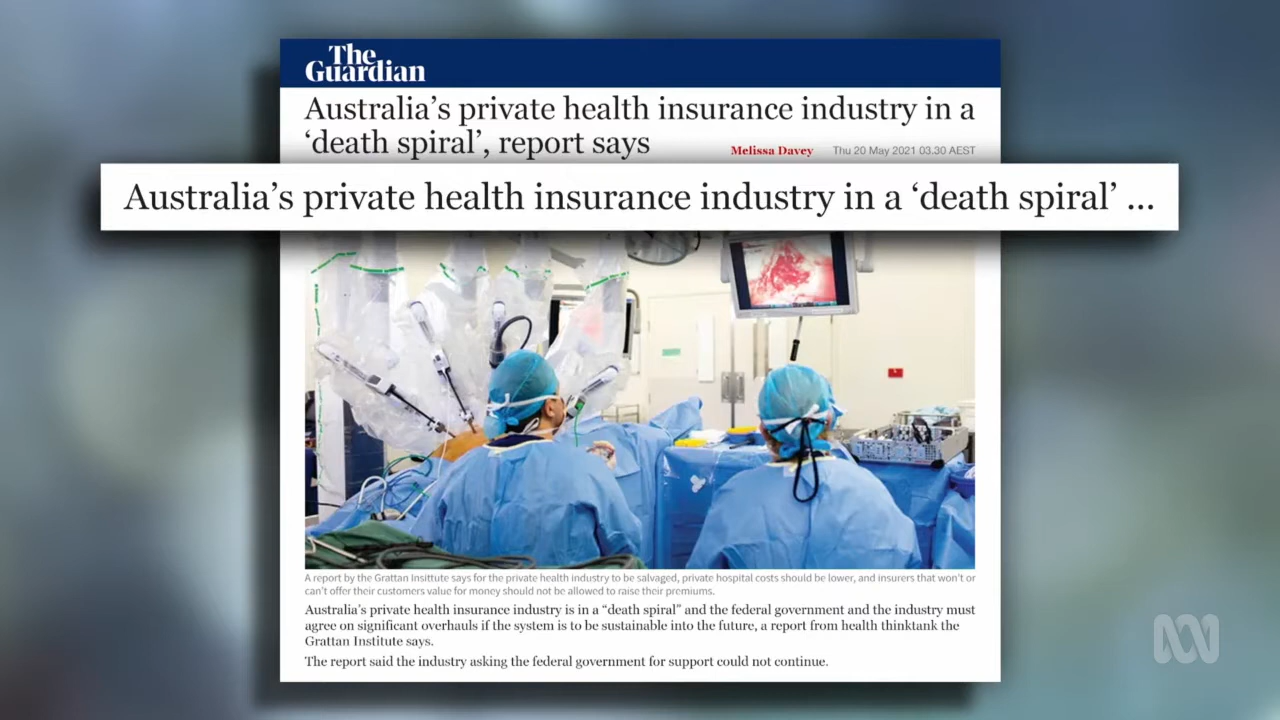 The
Guardian
Australia's private health insurance industry in a
‘death spiral’, report says
Melissa Davey Thu 20 May 2021 03.30 AEST
Australia's private health insurance industry in a ‘death spiral’ ...
A report by the Grattan Insittute says for the private health industry to be salvaged, private hospital costs should be lower, and insurers that won't or
can't offer their customers value for money should not be allowed to raise their premiums.
Australia's private health insurance industry is in a “death spiral” and the federal government and the industry must
agree on significant overhauls if the system is to be sustainable into the future, a report from health thinktank the
Grattan Institute says.
The report said the industry asking the federal government for support could not continue.